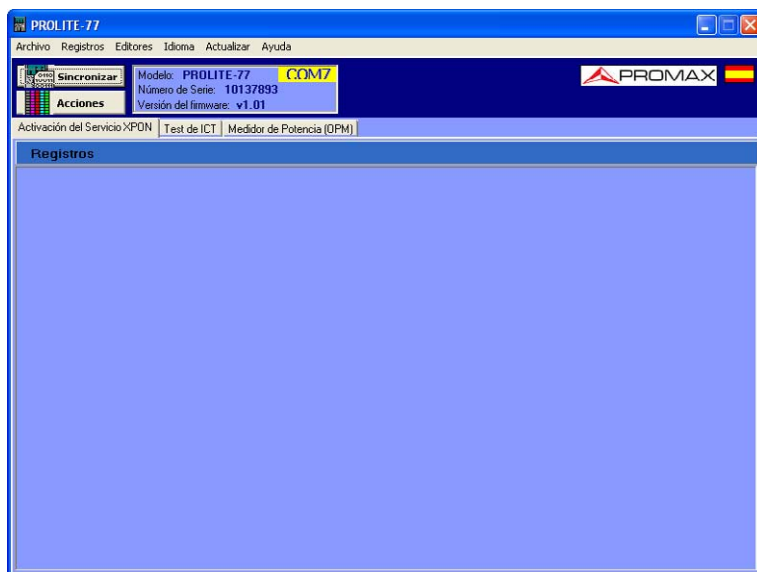 PROLITE-77
Archivo Registros Editores Idioma Actualizar Ayuda
Sincronizar
Acciones
Modelo: PROLITE-77 COM7
Número de Serie: 10137893
Versión del firmware: v1.01
PROMAX
Activación del Servicio XPON Test de ICT Medidor de Potencia (OPM)
Registros